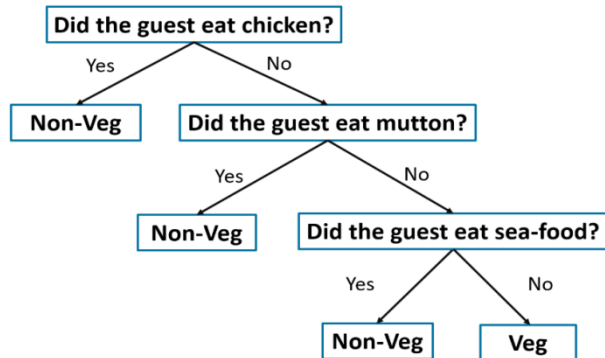 Did the guest eat chicken?
Yes
No
Non-Veg
Did the guest eat mutton?
Yes
No
Non-Veg
Did the guest eat sea-food?
Yes
No
Non-Veg
Veg